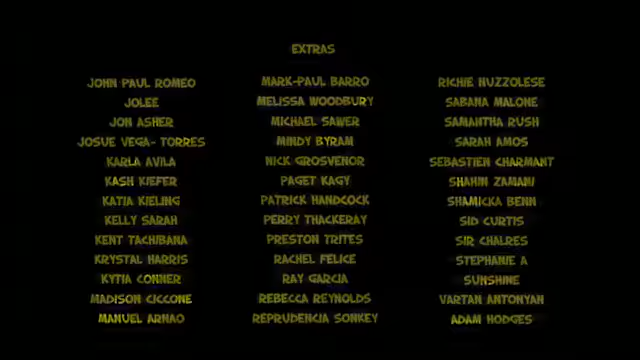 EXTRAS
JOHN PAUL ROMEO
JOLEE
JON ASHER
JOSUE VEGA- TORRES
KARLA AVILA
KASH KIEFER
KATIA KIELING
KELLY SARAH
KENT TACHIBANA
KRYSTAL HARRIS
KYTIA CONNER
MADISON CICCONE
MANUEL ARNAO
MARK-PAUL BARRO
MELISSA WOODBURY
MICHAEL SAWER
MINDY BYRAM
NICK GROSVENOR
PAGET KAGY
PATRICK HANDCOCK
PERRY THACKERAY
PRESTON TRITES
RACHEL FELICE
RAY GARCIA
REBECCA REYNOLDS
REPRUDENCIA SONKEY
RICHIE NUZZOLESE
SABANA MALONE
SAMANTHA RUSH
SARAH AMOS
SEBASTIEN CHARMANT
SHAHIN ZAMANI
SHAMICKA BENN
SID CURTIS
SIR CHALRES
STEPHANIE A
SUNSHINE
VARTAN ANTONYAN
ADAM HODGES